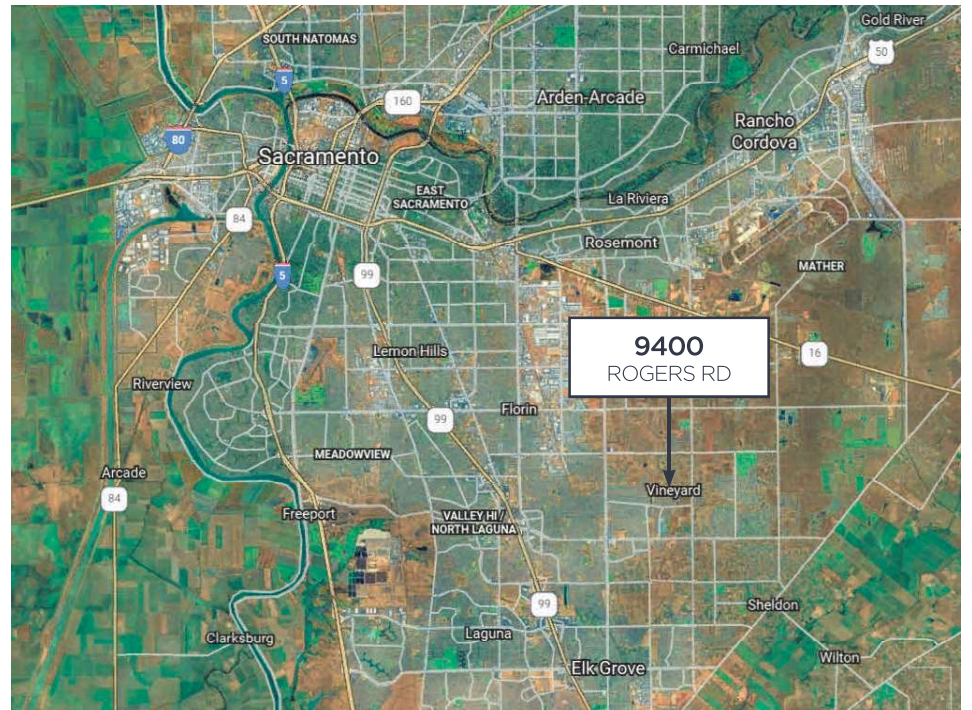 Gold River
SOUTH NATOMAS
Carmichael
50
5
160
Arden-Arcade
80
Rancho
Cordova
Sacramento
EAST
SACRAMENTO
La Riviera
84
Rosemont
99
5
MATHER
9400
ROGERS RD
Lemon Hills
16
Riverview
Florin
99
MEADOWVIEW
Arcade
Vineyard
84
Freeport
VALLEY HI /
NORTH LAGUNA
99
Sheldon
Laguna
Clarksburg
Wilton
Elk Grove